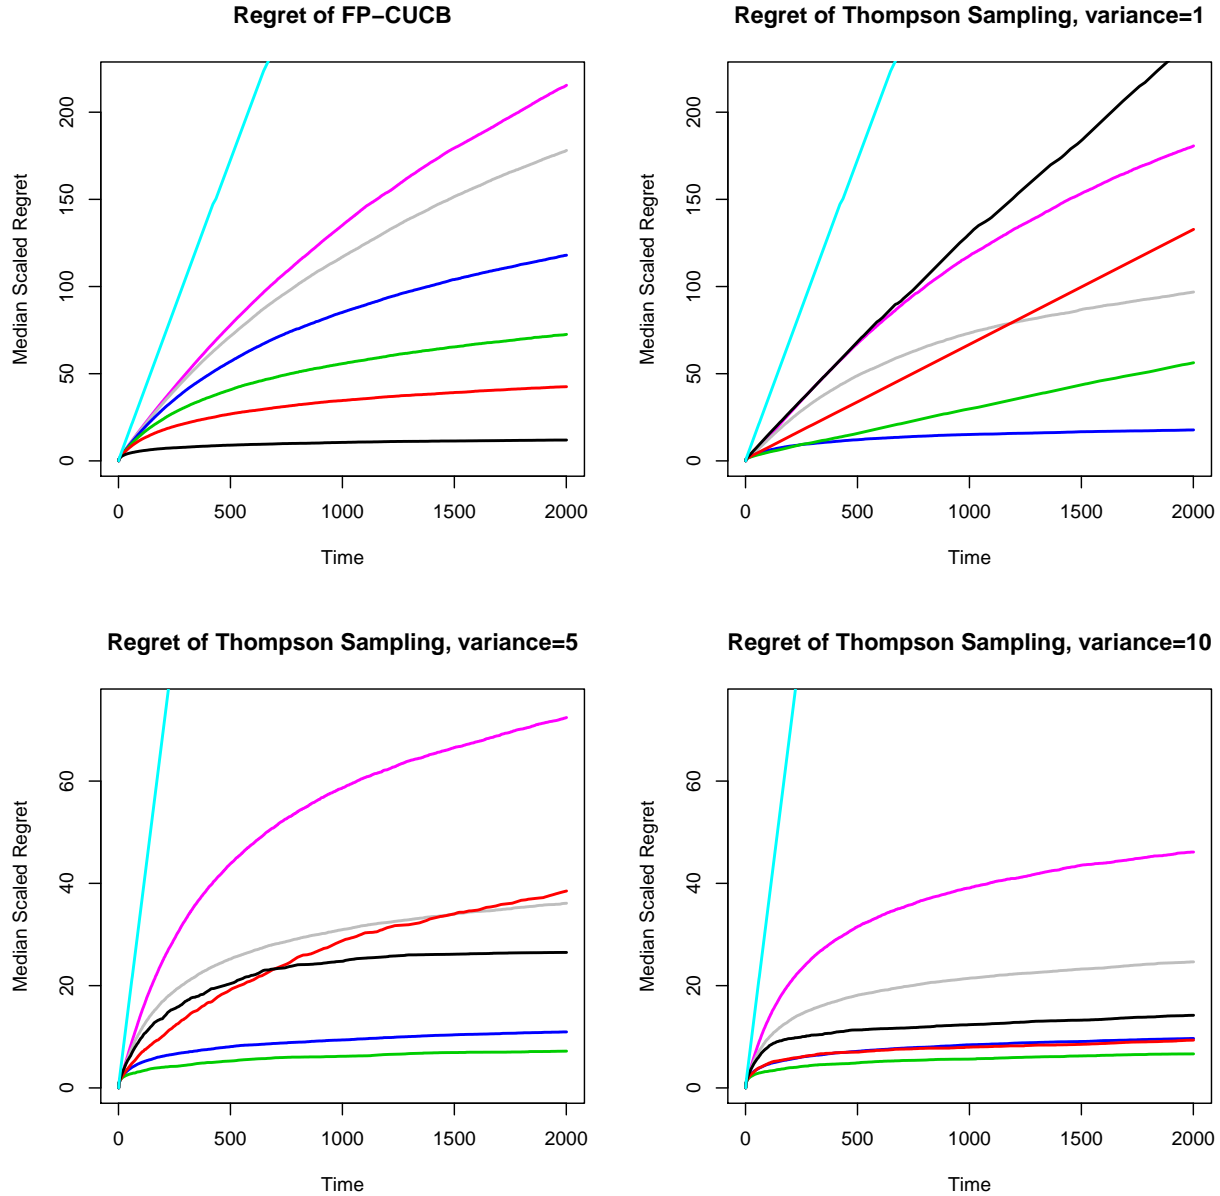 Regret of FP−CUCB
Median Scaled Regret
200
150
100
50
0
0 500 1000 1500 2000
Time
Regret of Thompson Sampling, variance=1
Median Scaled Regret
200
150
100
50
0
0 500 1000 1500 2000
Time
Regret of Thompson Sampling, variance=5
Median Scaled Regret
60
40
20
0
0 500 1000 1500 2000
Time
Regret of Thompson Sampling, variance=10
Median Scaled Regret
60
40
20
0
0 500 1000 1500 2000
Time